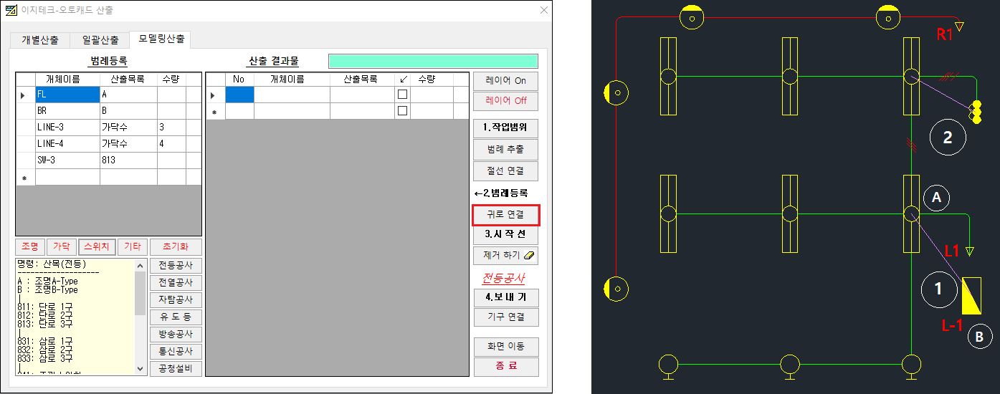 이지테크-오토캐드 산출
개별산출 일괄산출 모델링산출
범례등록
개체이름 산출목록 수량
FL A
BR B
LINE-3 가닥수 3
LINE-4 가닥수 4
SW-3 813
산출 결과물
No 개체이름 산출목록 ↙ 수량
레이어 On
레이어 Off
1.작업범위
범례 추출
절선 연결
←2.범례등록
귀로 연결
3.시 작 선
제거 하기
전등공사
4.보 내 기
기구 연결
화면 이동
종 료
조명 가닥 스위치 기타 초기화
명령: 산목(전등)
-------------------
A : 조명A-Type
B : 조명B-Type
|
811: 단로 1구
812: 단로 2구
813: 단로 3구
|
831: 삼로 1구
832: 삼로 2구
833: 삼로 3구
|
전등공사
전열공사
자탐공사
유 도 등
방송공사
통신공사
공청설비
R1
2
A
L1
1
L-1
B